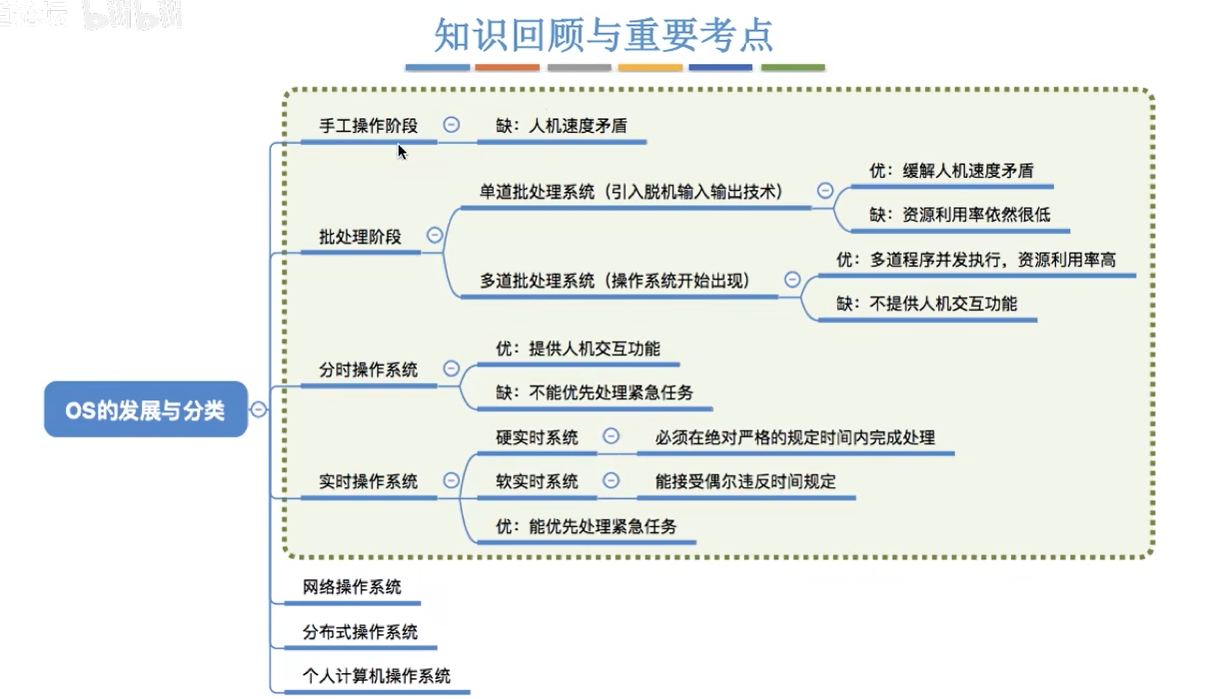 bilibili
知识回顾与重要考点
手工操作阶段
缺：人机速度矛盾
批处理阶段
单道批处理系统（引入脱机输入输出技术）
优：缓解人机速度矛盾
缺：资源利用率依然很低
多道批处理系统（操作系统开始出现）
优：多道程序并发执行，资源利用率高
缺：不提供人机交互功能
分时操作系统
优：提供人机交互功能
缺：不能优先处理紧急任务
OS的发展与分类
实时操作系统
硬实时系统
必须在绝对严格的规定时间内完成处理
软实时系统
能接受偶尔违反时间规定
优：能优先处理紧急任务
网络操作系统
分布式操作系统
个人计算机操作系统